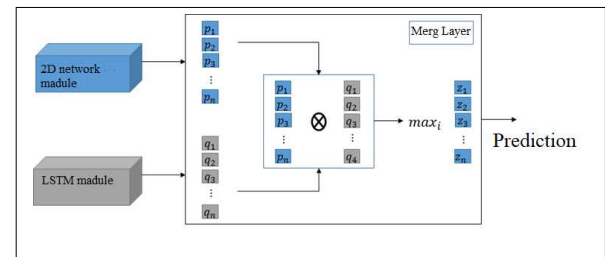 2D network
madule
LSTM madule
p1
p2
p3
⋮
pn
q1
q2
q3
⋮
qn
Merg Layer
p1
p2
p3
⋮
pn
⊗
q1
q2
q3
⋮
q4
maxi
z1
z2
z3
⋮
zn
Prediction